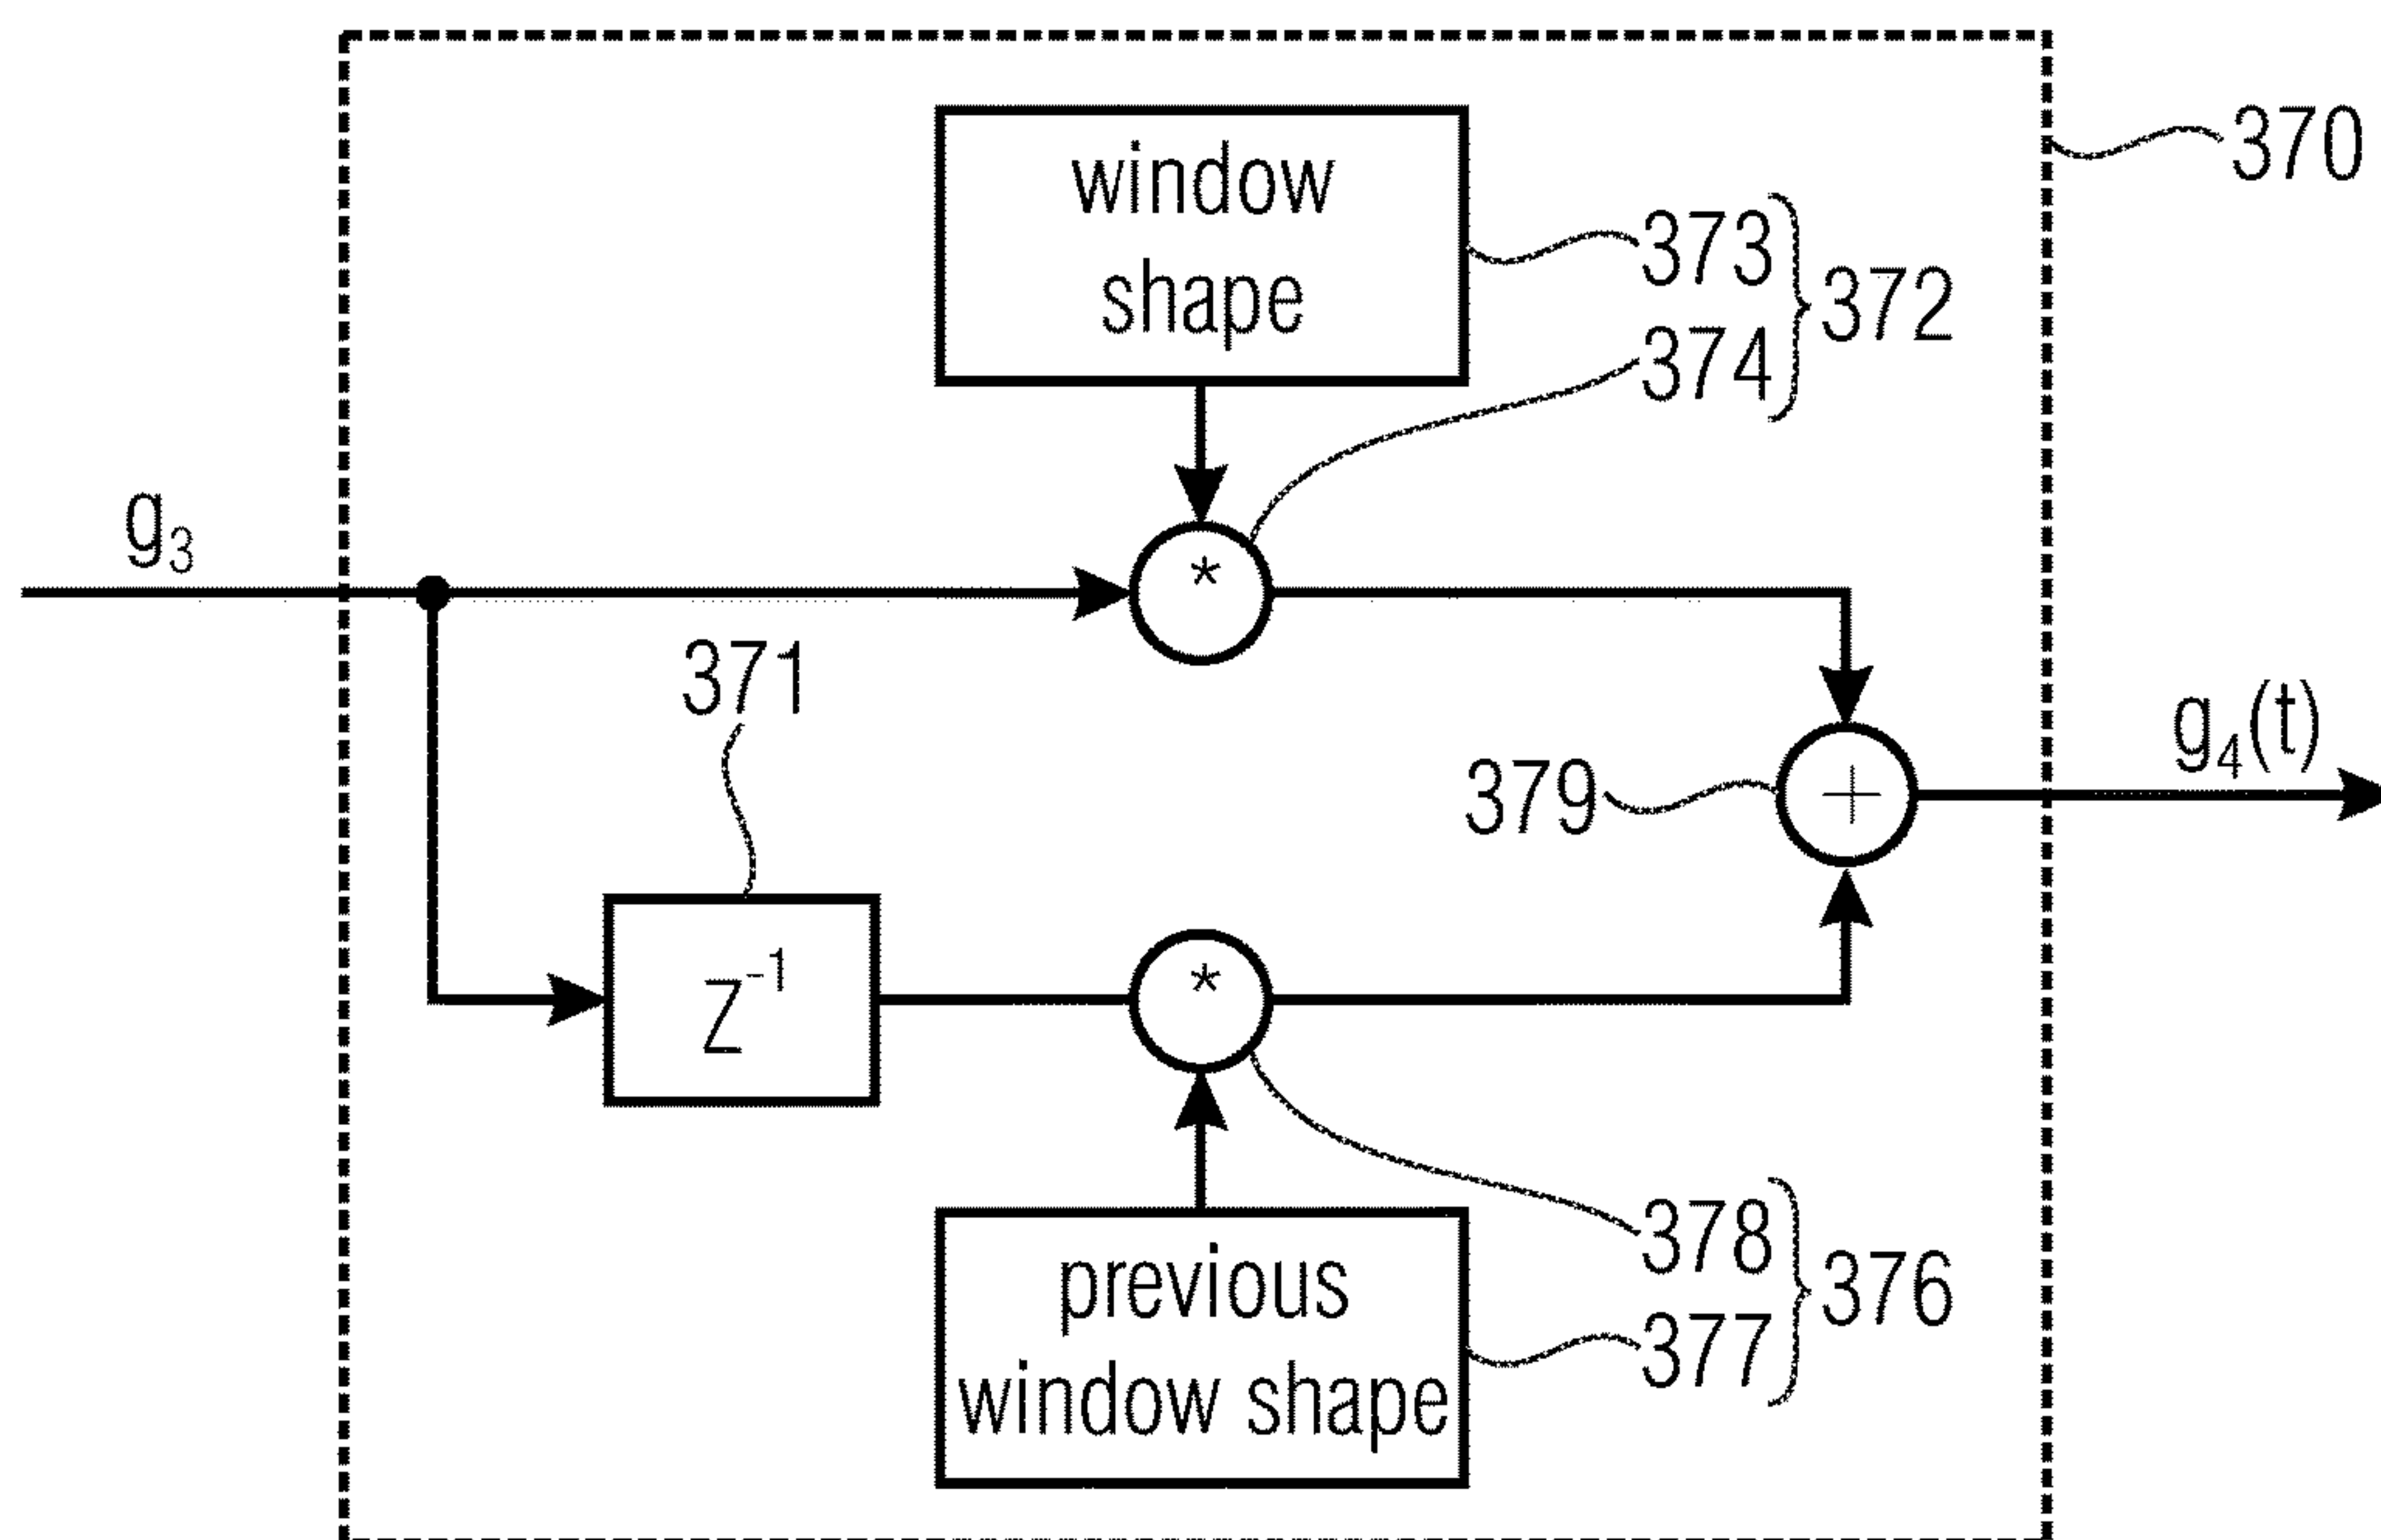 window
shape
370
373
374
372
g₃
371
379
g₄(t)
Z⁻¹
*
*
+
previous
window shape
378
377
376